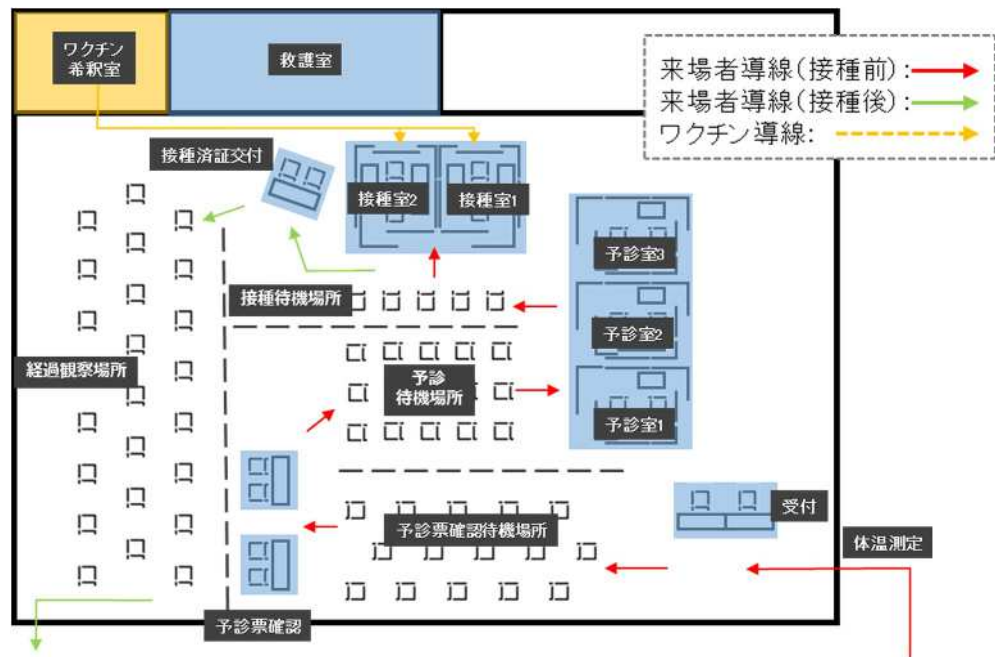 ワクチン
希釈室
救護室
来場者導線(接種前):
来場者導線(接種後):
ワクチン導線:
接種済証交付
接種室2
接種室1
予診室3
接種待機場所
予診室2
経過観察場所
予診
待機場所
予診室1
予診票確認待機場所
受付
体温測定
予診票確認